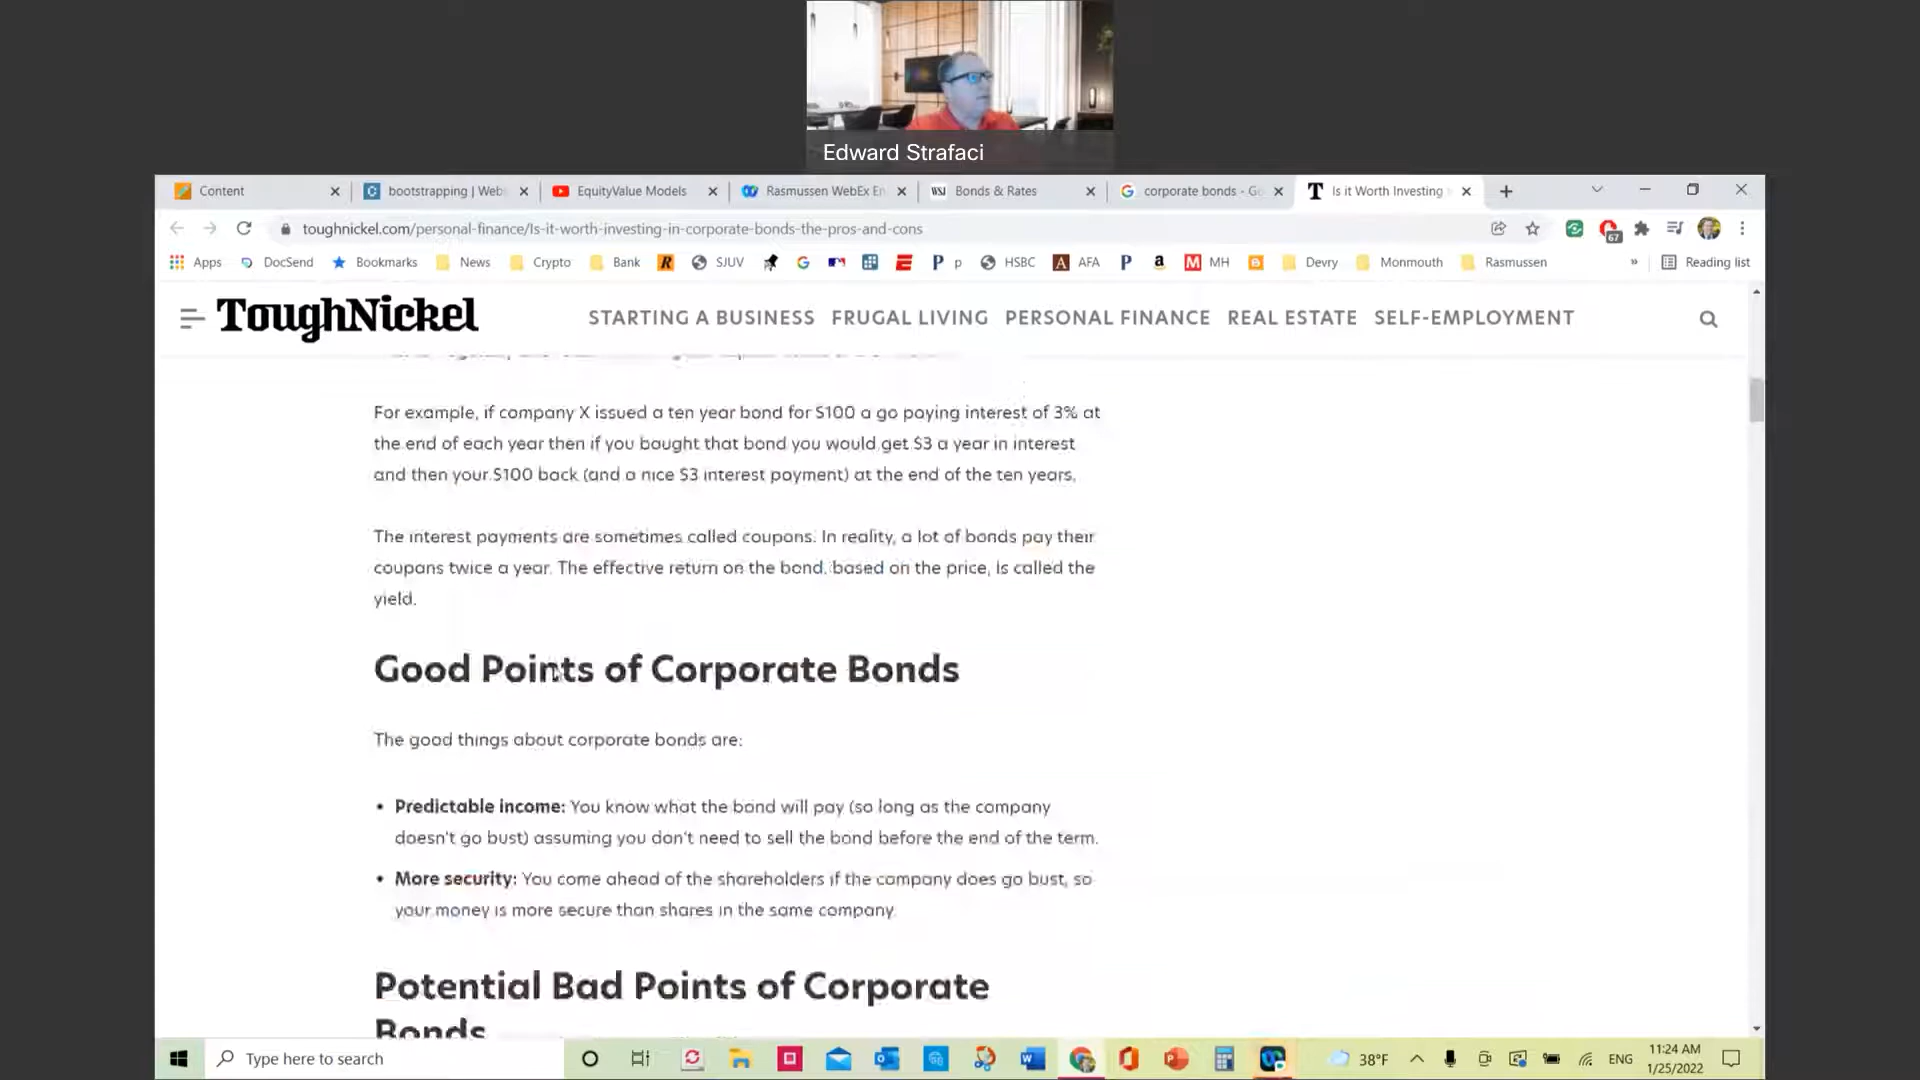 Edward Strafaci
Content
bootstrapping | Web
EquityValue Models
Rasmussen WebEx En
WSJ Bonds & Rates
corporate bonds - Go
Is it Worth Investing
toughnickel.com/personal-finance/Is-it-worth-investing-in-corporate-bonds-the-pros-and-cons
67
Apps DocSend Bookmarks News Crypto Bank R SJUV G P p HSBC A AFA P a M MH Devry Monmouth Rasmussen » Reading list
ToughNickel
STARTING A BUSINESS FRUGAL LIVING PERSONAL FINANCE REAL ESTATE SELF-EMPLOYMENT
For example, if company X issued a ten year bond for $100 a go paying interest of 3% at
the end of each year then if you bought that bond you would get $3 a year in interest
and then your $100 back (and a nice $3 interest payment) at the end of the ten years.
The interest payments are sometimes called coupons. In reality, a lot of bonds pay their
coupons twice a year. The effective return on the bond, based on the price, is called the
yield.
Good Points of Corporate Bonds
The good things about corporate bonds are:
• Predictable income: You know what the bond will pay (so long as the company
doesn't go bust) assuming you don't need to sell the bond before the end of the term.
• More security: You come ahead of the shareholders if the company does go bust, so
your money is more secure than shares in the same company
Potential Bad Points of Corporate
Bonds
Type here to search
38°F
ENG
11:24 AM
1/25/2022